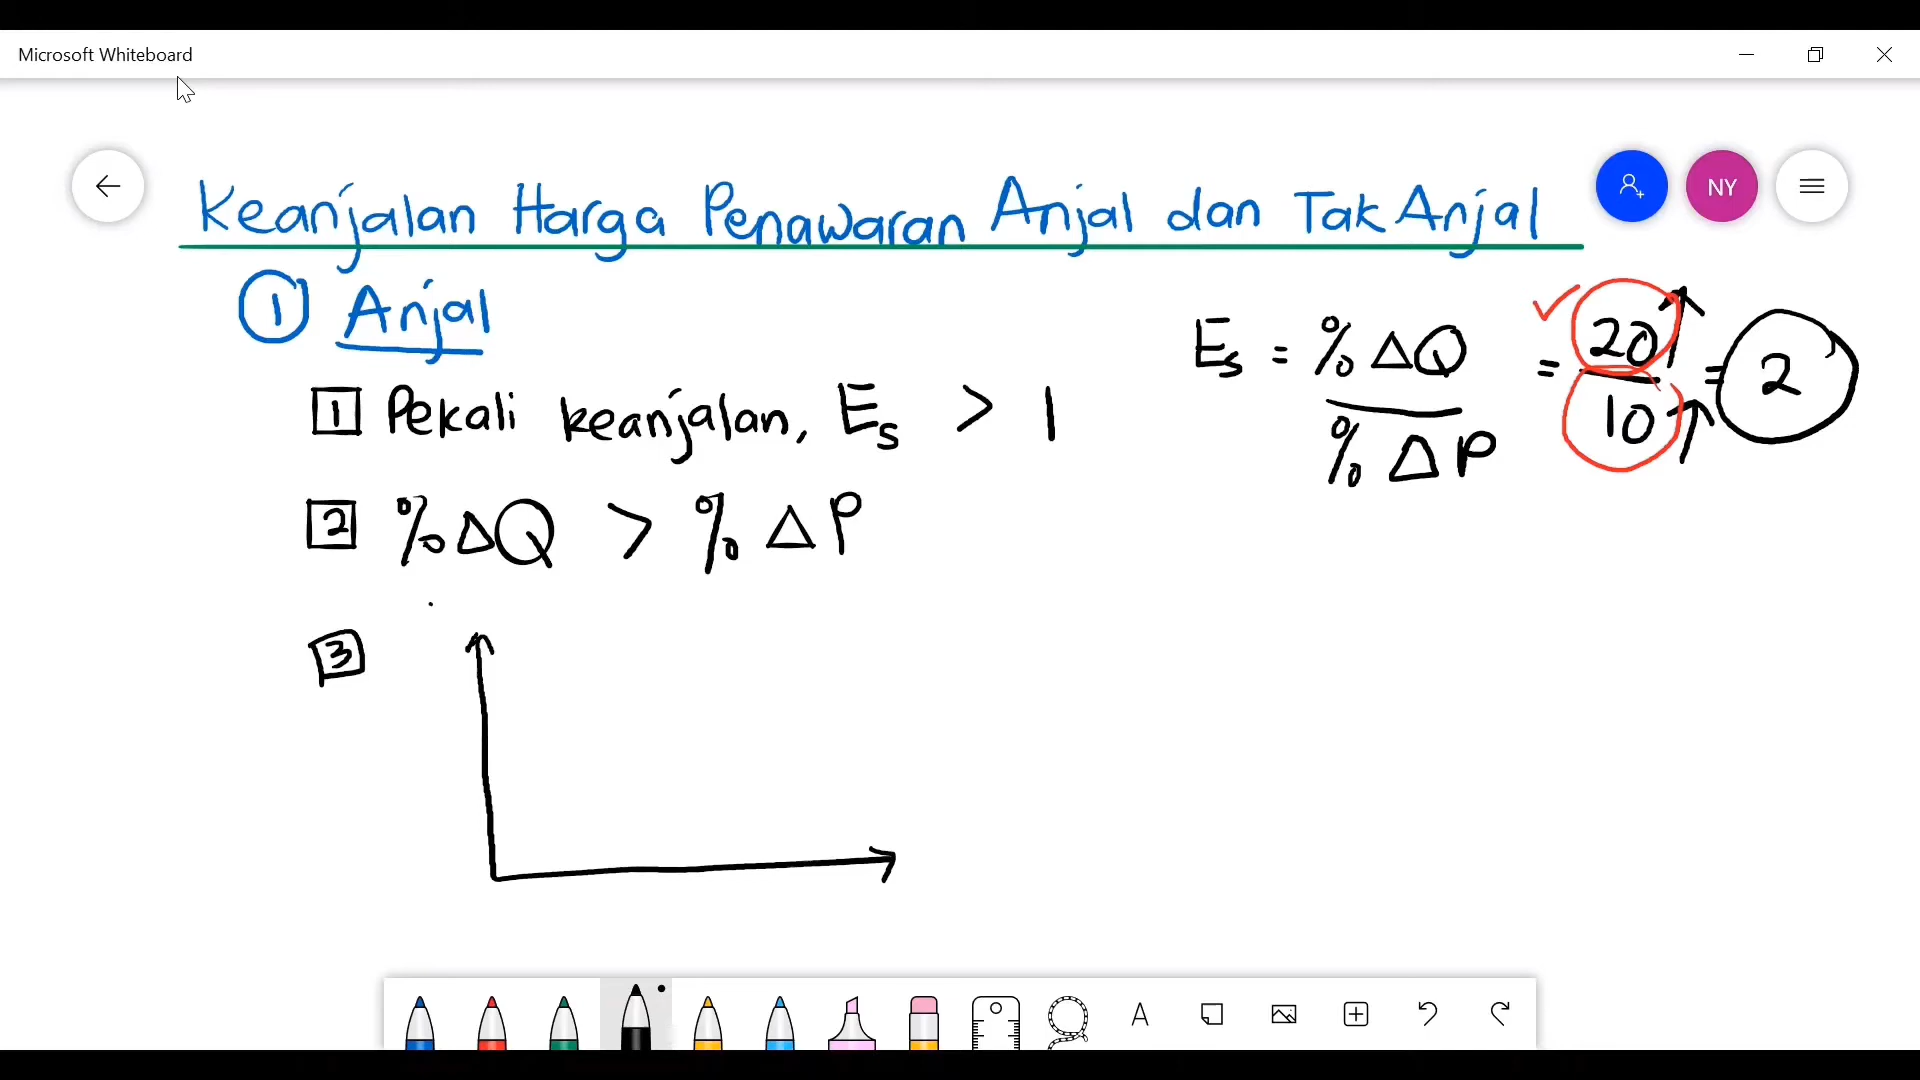 Microsoft Whiteboard
NY
Keanjalan Harga Penawaran Anjal dan Tak Anjal
① Anjal
1 Pekali keanjalan, Es > 1
Es = %ΔQ / %ΔP = 20↑ / 10↑ = 2
2 %ΔQ > %ΔP
3
A